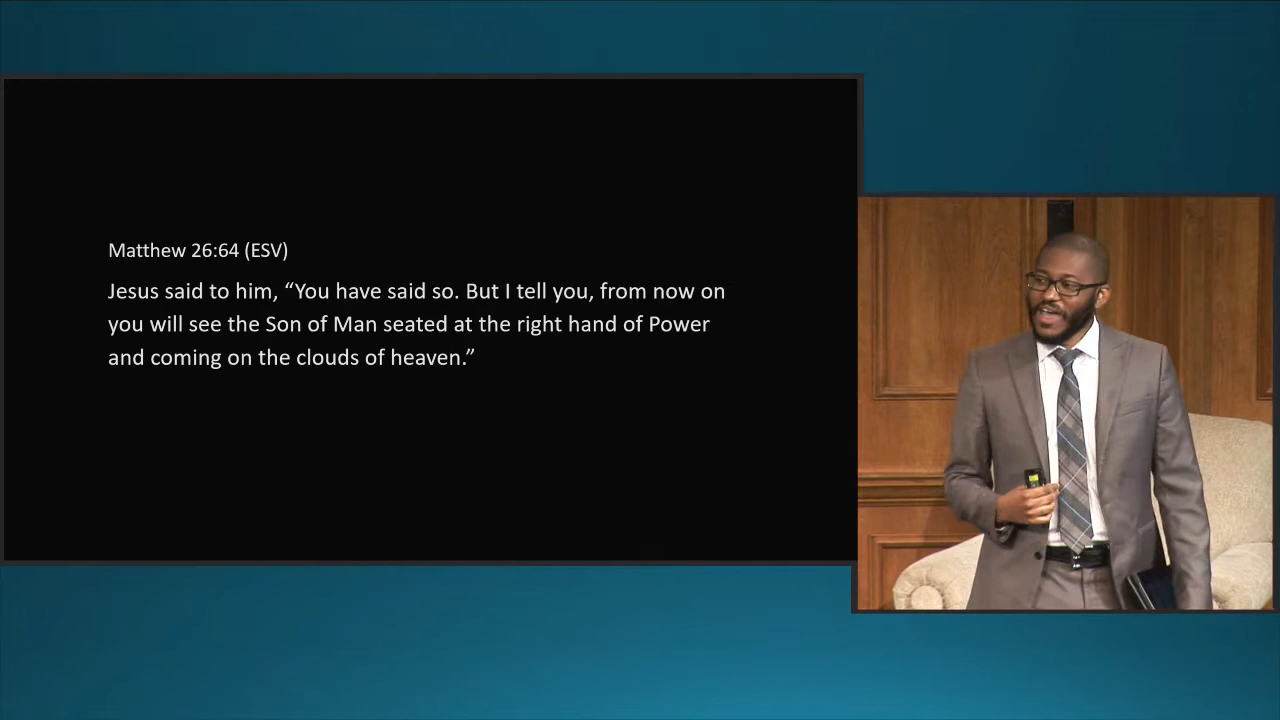 Matthew 26:64 (ESV)
Jesus said to him, “You have said so. But I tell you, from now on
you will see the Son of Man seated at the right hand of Power
and coming on the clouds of heaven.”